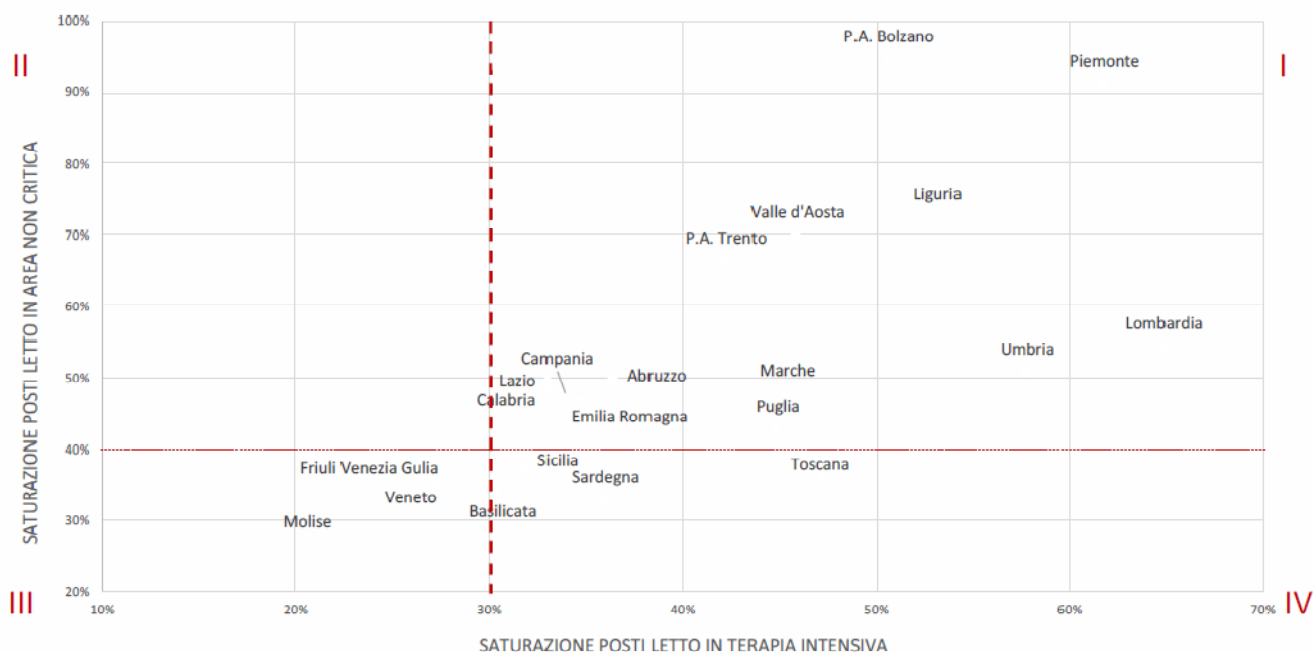 100%
P.A. Bolzano
II
Piemonte
I
90%
80%
Liguria
Valle d'Aosta
70%
P.A. Trento
SATURAZIONE POSTI LETTO IN AREA NON CRITICA
60%
Lombardia
Umbria
Campania
50%
Lazio
Abruzzo
Marche
Calabria
Puglia
Emilia Romagna
40%
Sicilia
Toscana
Friuli Venezia Gulia
Sardegna
Veneto
Basilicata
30%
Molise
20%
III
10%
20%
30%
40%
50%
60%
70%
IV
SATURAZIONE POSTI LETTO IN TERAPIA INTENSIVA